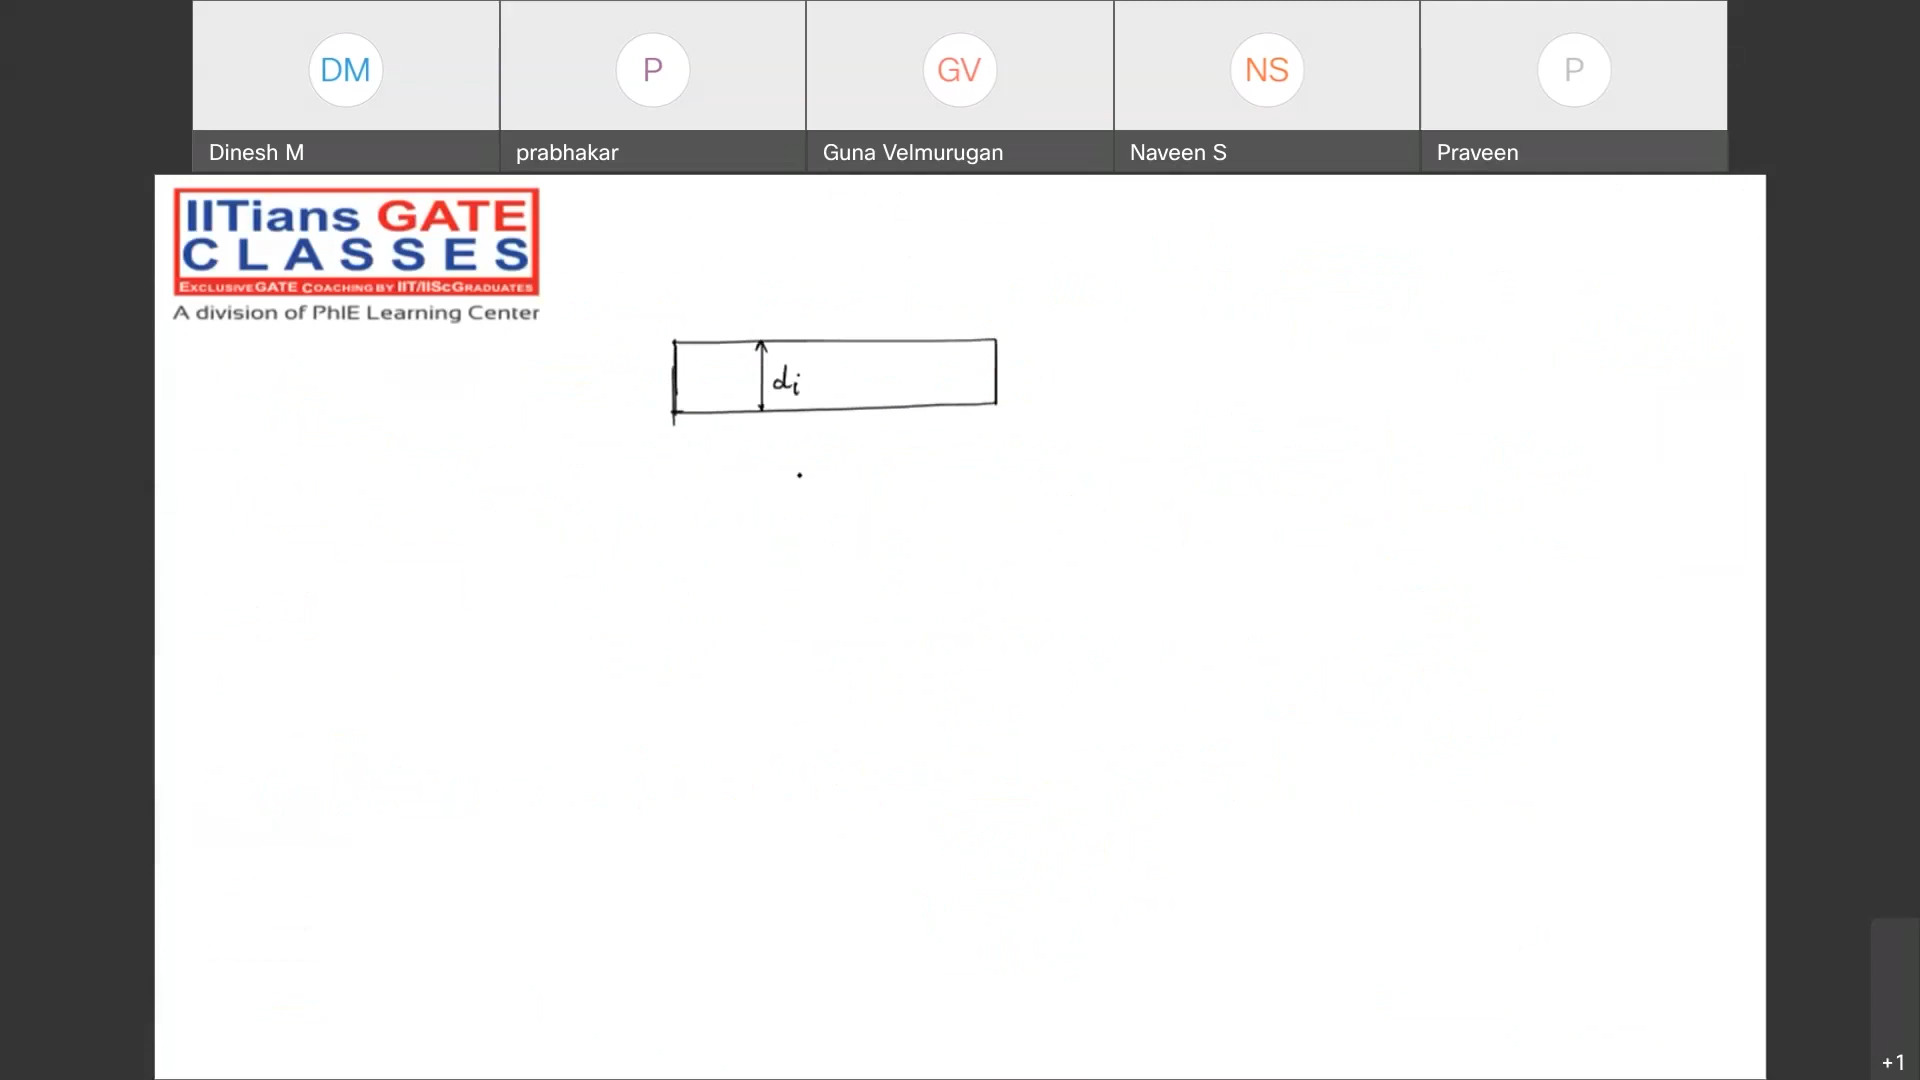 DM
P
GV
NS
P
Dinesh M
prabhakar
Guna Velmurugan
Naveen S
Praveen
IITians GATE
CLASSES
EXCLUSIVE GATE COACHING BY IIT/IISc GRADUATES
A division of PhIE Learning Center
di
+1